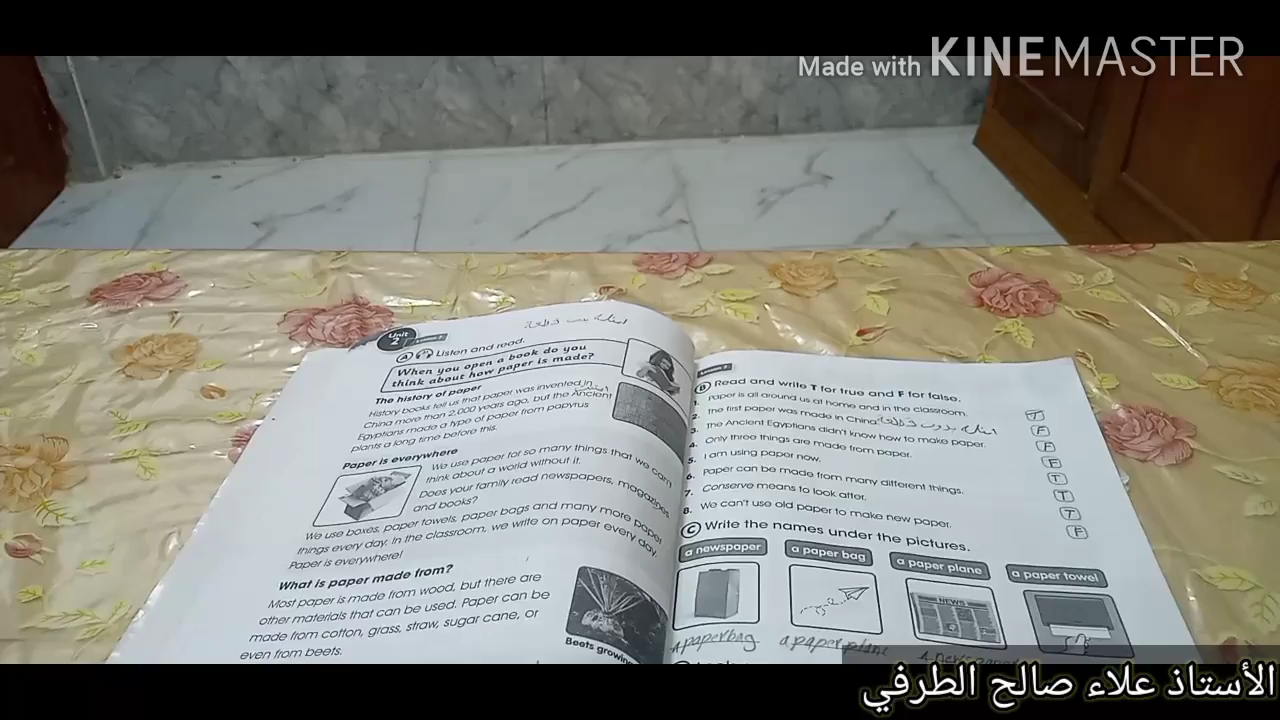 Made with KINEMASTER
Unit 2
Lesson 7
A Listen and read.
When you open a book do you
think about how paper is made?
The history of paper
History books tell us that paper was invented in
China more than 2,000 years ago, but the Ancient
Egyptians made a type of paper from papyrus
plants a long time before this.
Paper is everywhere
We use paper for so many things that we can't
think about a world without it.
Does your family read newspapers, magazines
and books?
We use boxes, paper towels, paper bags and many more paper
things every day. In the classroom, we write on paper every day.
Paper is everywhere!
What is paper made from?
Most paper is made from wood, but there are
other materials that can be used. Paper can be
made from cotton, grass, straw, sugar cane, or
even from beets.
Beets growing
Lesson 7
B Read and write T for true and F for false.
Paper is all around us at home and in the classroom. T
2. The first paper was made in China F
3. The Ancient Egyptians didn't know how to make paper. F
4. Only three things are made from paper. F
5. I am using paper now. T
6. Paper can be made from many different things. T
7. Conserve means to look after. T
8. We can't use old paper to make new paper. F
C Write the names under the pictures.
a newspaper a paper bag a paper plane a paper towel
NEWS
A paper bag a paper plane
الأستاذ علاء صالح الطرفي